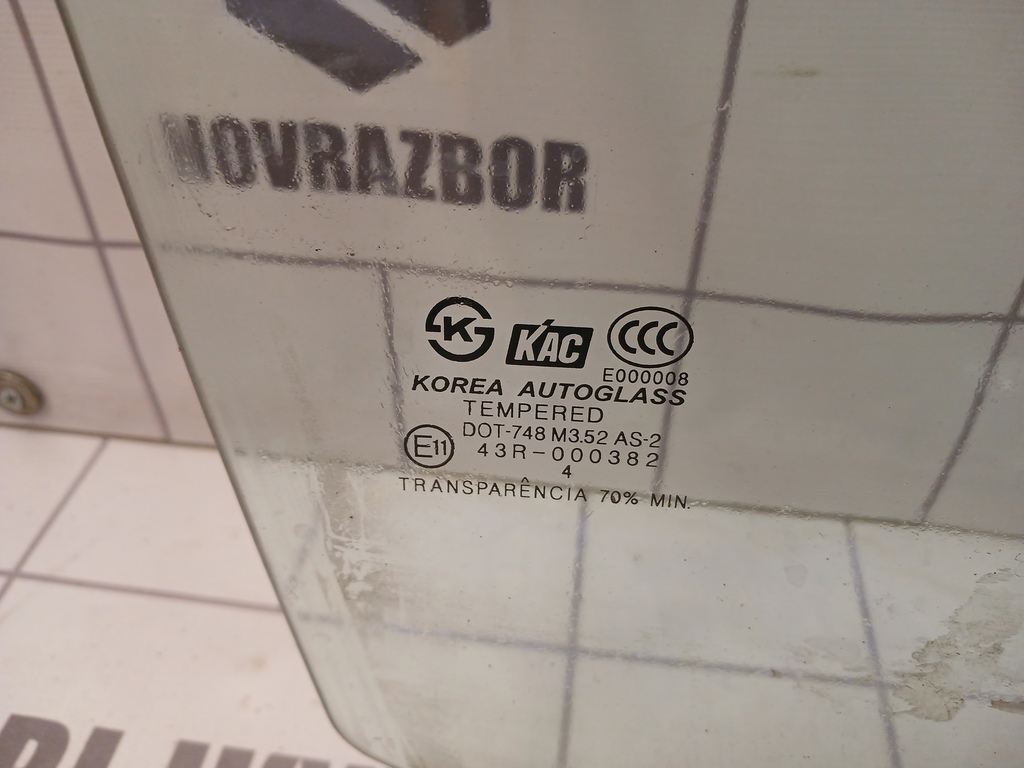 NOVRAZBOR
K KAC CCC
E000008
KOREA AUTOGLASS
TEMPERED
DOT-748 M3.52 AS-2
E11 43R-000382
4
TRANSPARÊNCIA 70% MIN.